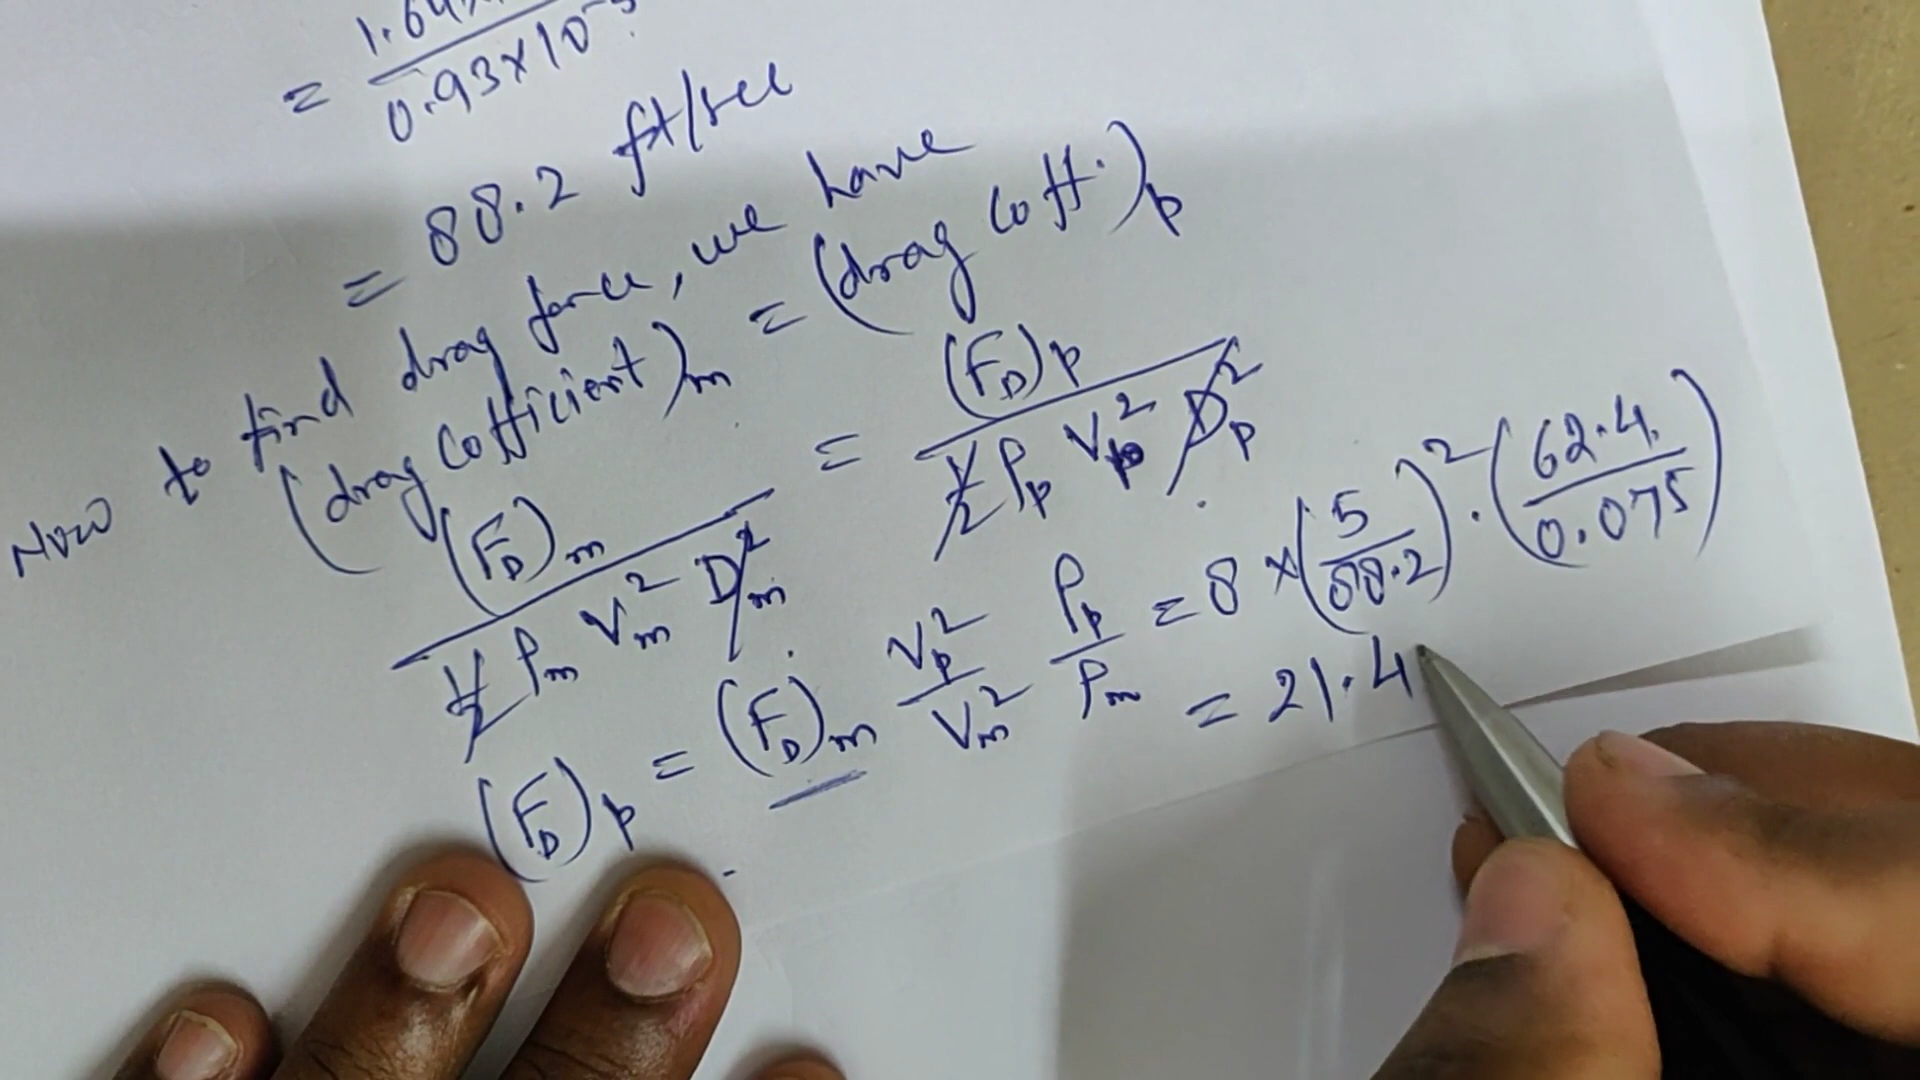 = 1.64 / 0.93×10
= 88.2 ft/sec
Now to find drag force, we have
(drag cofficient)m = (drag coff.)p
(FD)m / ½ ρm Vm² Dm² = (FD)p / ½ ρp Vp² Dp²
(FD)p = (FD)m Vp²/Vm² ρp/ρm = 8 × (5/88.2)² · (62.4/0.075)
= 21.4